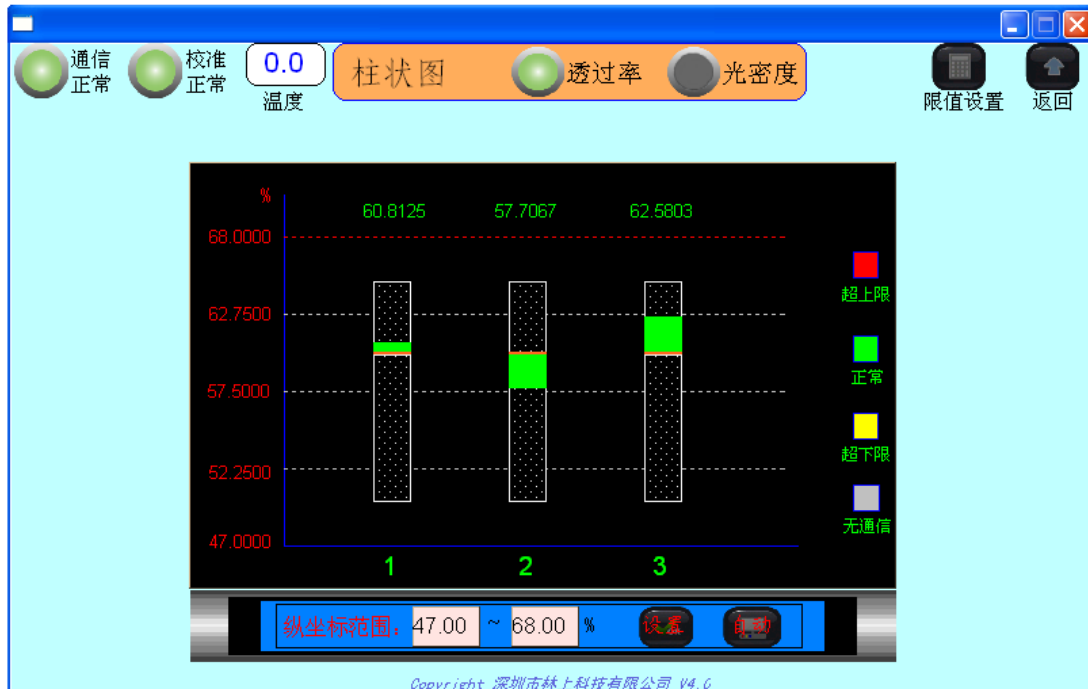 通信
正常
校准
正常
0.0
温度
柱状图
透过率
光密度
限值设置
返回
%
60.8125
57.7067
62.5803
68.0000
62.7500
57.5000
52.2500
47.0000
1
2
3
超上限
正常
超下限
无通信
纵坐标范围: 47.00 ~ 68.00 %
设置
自动
Copyright 深圳市林上科技有限公司 V4.0